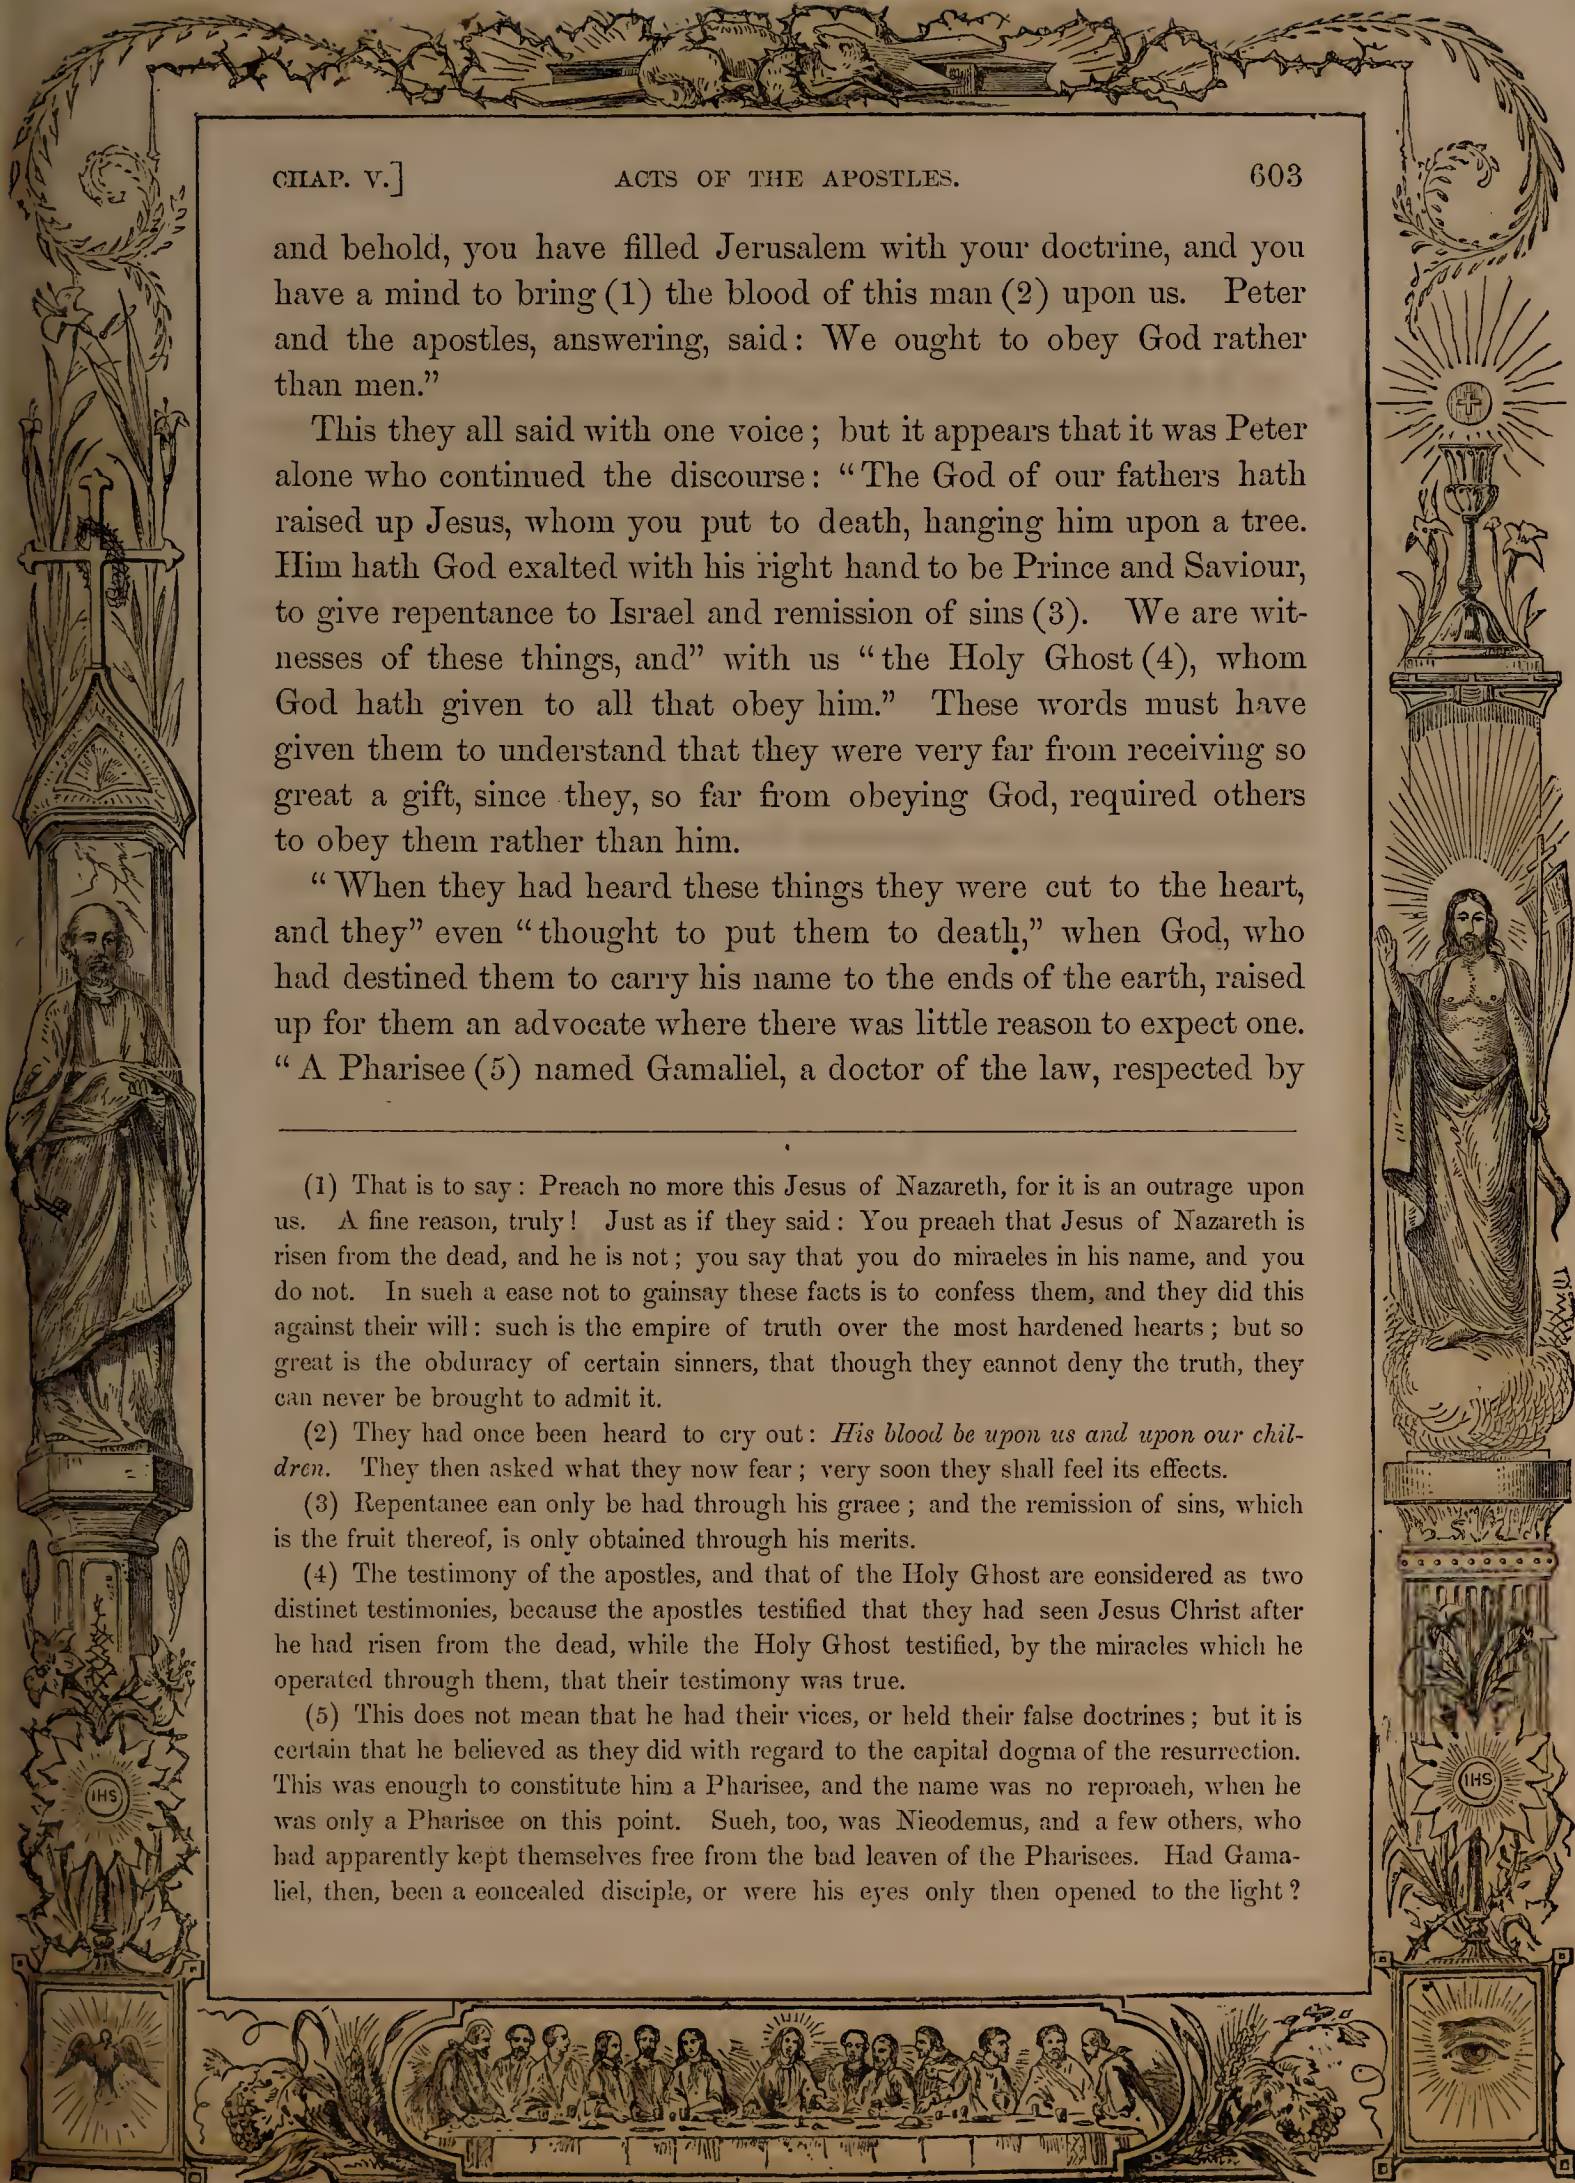 CHAP. V.] ACTS OF THE APOSTLES. 603
and behold, you have filled Jerusalem with your doctrine, and you
have a mind to bring (1) the blood of this man (2) upon us. Peter
and the apostles, answering, said: We ought to obey God rather
than men.”
This they all said with one voice; but it appears that it was Peter
alone who continued the discourse: “The God of our fathers hath
raised up Jesus, whom you put to death, hanging him upon a tree.
Him hath God exalted with his right hand to be Prince and Saviour,
to give repentance to Israel and remission of sins (3). We are wit-
nesses of these things, and” with us “the Holy Ghost (4), whom
God hath given to all that obey him.” These words must have
given them to understand that they were very far from receiving so
great a gift, since they, so far from obeying God, required others
to obey them rather than him.
“When they had heard these things they were cut to the heart,
and they” even “thought to put them to death,” when God, who
had destined them to carry his name to the ends of the earth, raised
up for them an advocate where there was little reason to expect one.
“A Pharisee (5) named Gamaliel, a doctor of the law, respected by
(1) That is to say: Preach no more this Jesus of Nazareth, for it is an outrage upon
us. A fine reason, truly! Just as if they said: You preach that Jesus of Nazareth is
risen from the dead, and he is not; you say that you do miracles in his name, and you
do not. In such a case not to gainsay these facts is to confess them, and they did this
against their will: such is the empire of truth over the most hardened hearts; but so
great is the obduracy of certain sinners, that though they cannot deny the truth, they
can never be brought to admit it.
(2) They had once been heard to cry out: His blood be upon us and upon our chil-
dren. They then asked what they now fear; very soon they shall feel its effects.
(3) Repentance can only be had through his grace; and the remission of sins, which
is the fruit thereof, is only obtained through his merits.
(4) The testimony of the apostles, and that of the Holy Ghost are considered as two
distinct testimonies, because the apostles testified that they had seen Jesus Christ after
he had risen from the dead, while the Holy Ghost testified, by the miracles which he
operated through them, that their testimony was true.
(5) This does not mean that he had their vices, or held their false doctrines; but it is
certain that he believed as they did with regard to the capital dogma of the resurrection.
This was enough to constitute him a Pharisee, and the name was no reproach, when he
was only a Pharisee on this point. Such, too, was Nicodemus, and a few others, who
had apparently kept themselves free from the bad leaven of the Pharisees. Had Gama-
liel, then, been a concealed disciple, or were his eyes only then opened to the light?
IHS
IHS